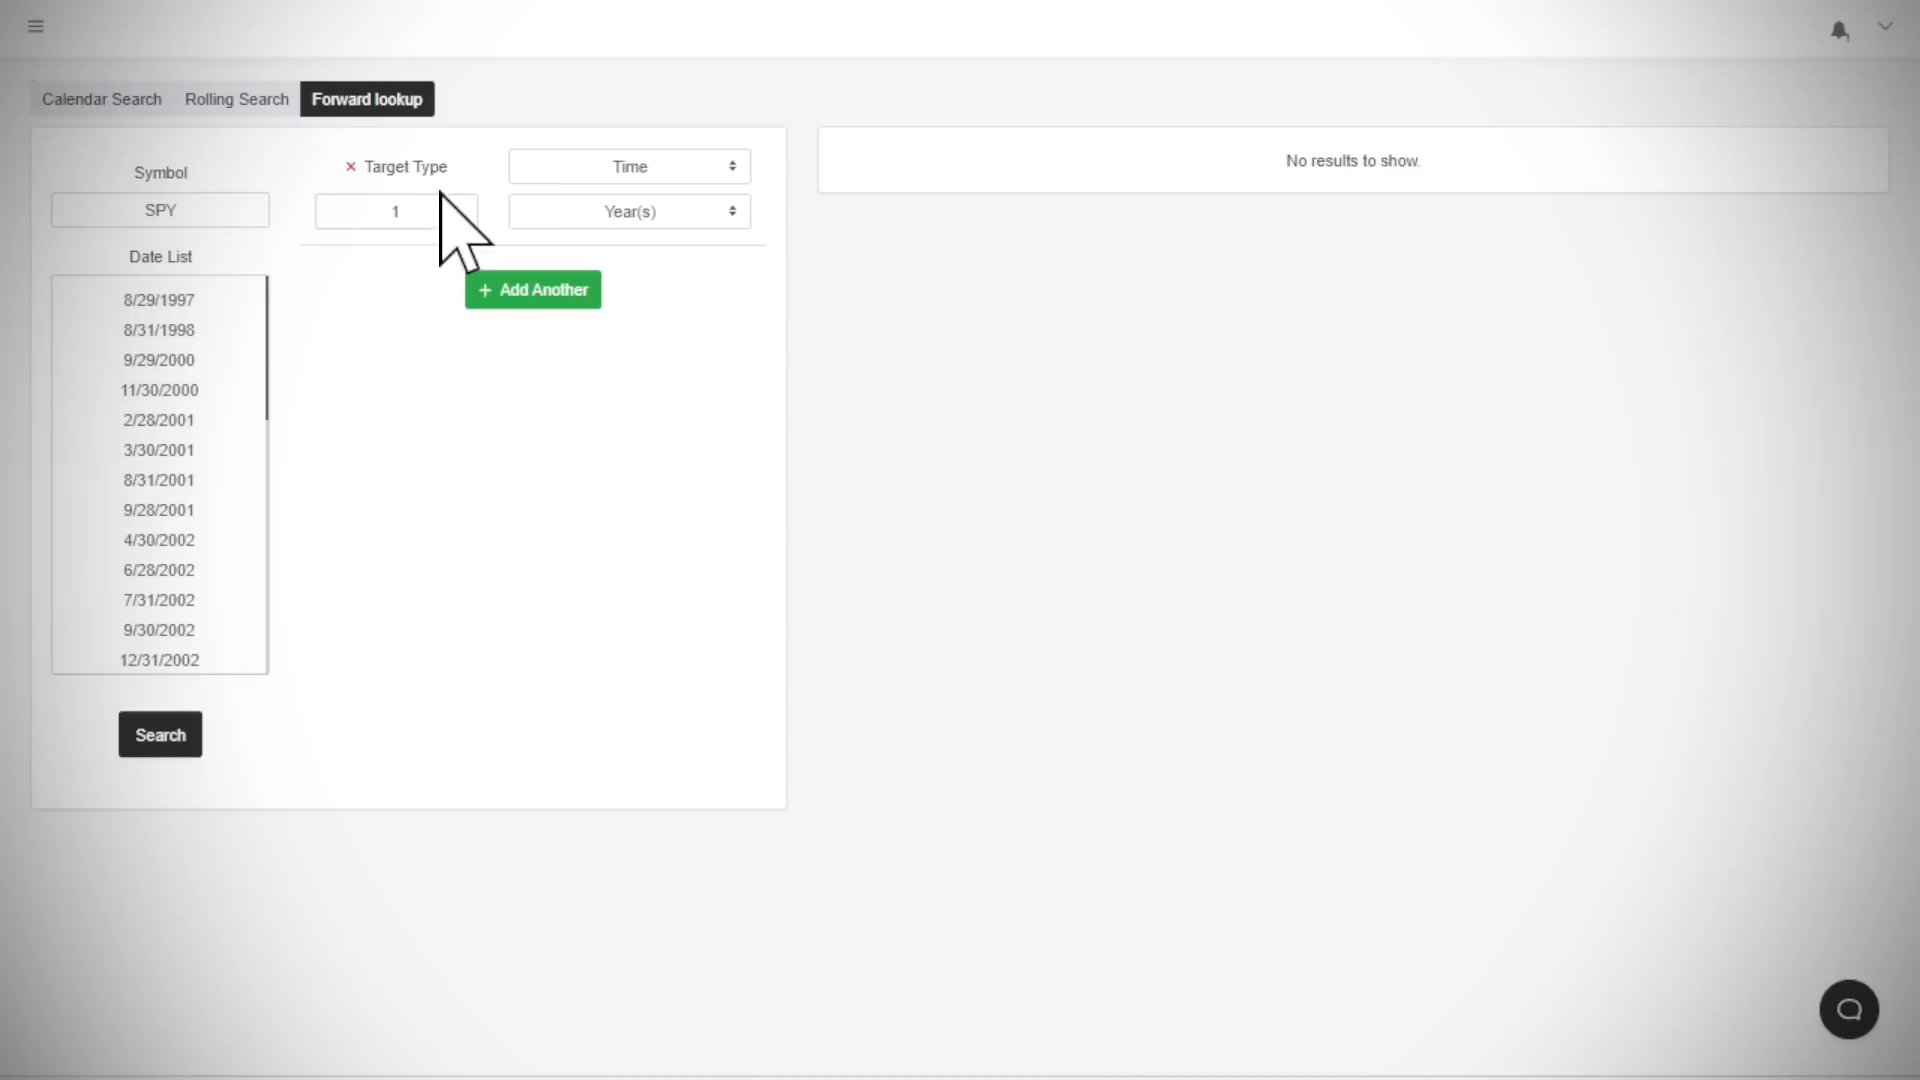 Calendar Search Rolling Search Forward lookup
Symbol
SPY
Date List
8/29/1997
8/31/1998
9/29/2000
11/30/2000
2/28/2001
3/30/2001
8/31/2001
9/28/2001
4/30/2002
6/28/2002
7/31/2002
9/30/2002
12/31/2002
Search
× Target Type
Time
1
Year(s)
+ Add Another
No results to show.